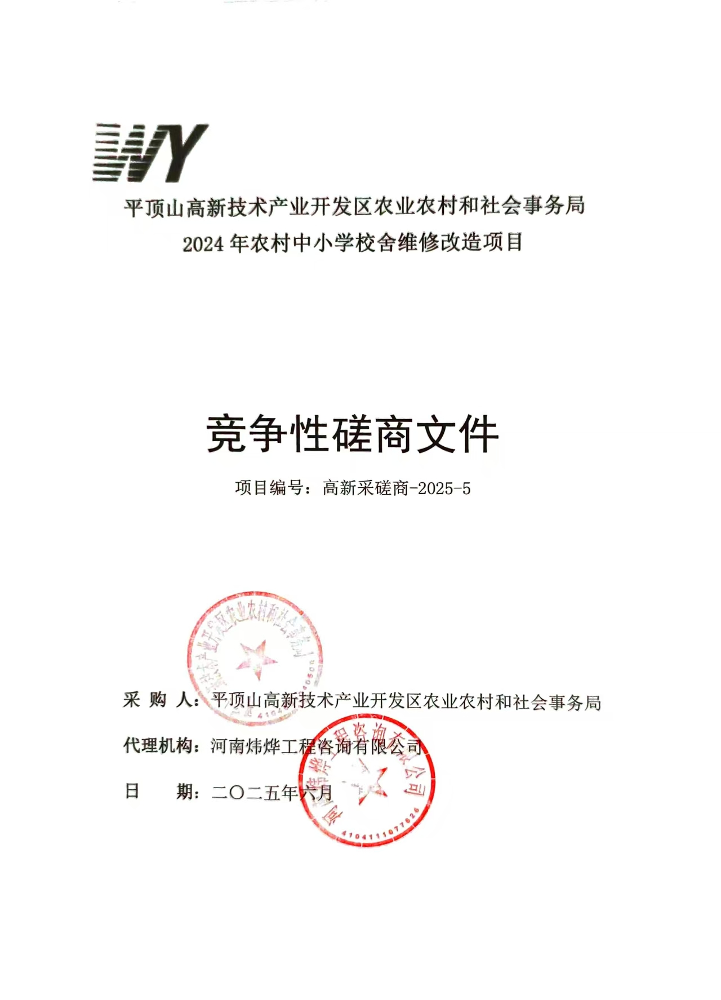 WY
平顶山高新技术产业开发区农业农村和社会事务局
2024年农村中小学校舍维修改造项目
竞争性磋商文件
项目编号：高新采磋商-2025-5
技术产业开发区农业农村和社会事务局
采 购 人：平顶山高新技术产业开发区农业农村和社会事务局
代理机构：河南炜烨工程咨询有限公司
日 期：二〇二五年六月
河南炜烨工程咨询有限公司
4104111077626